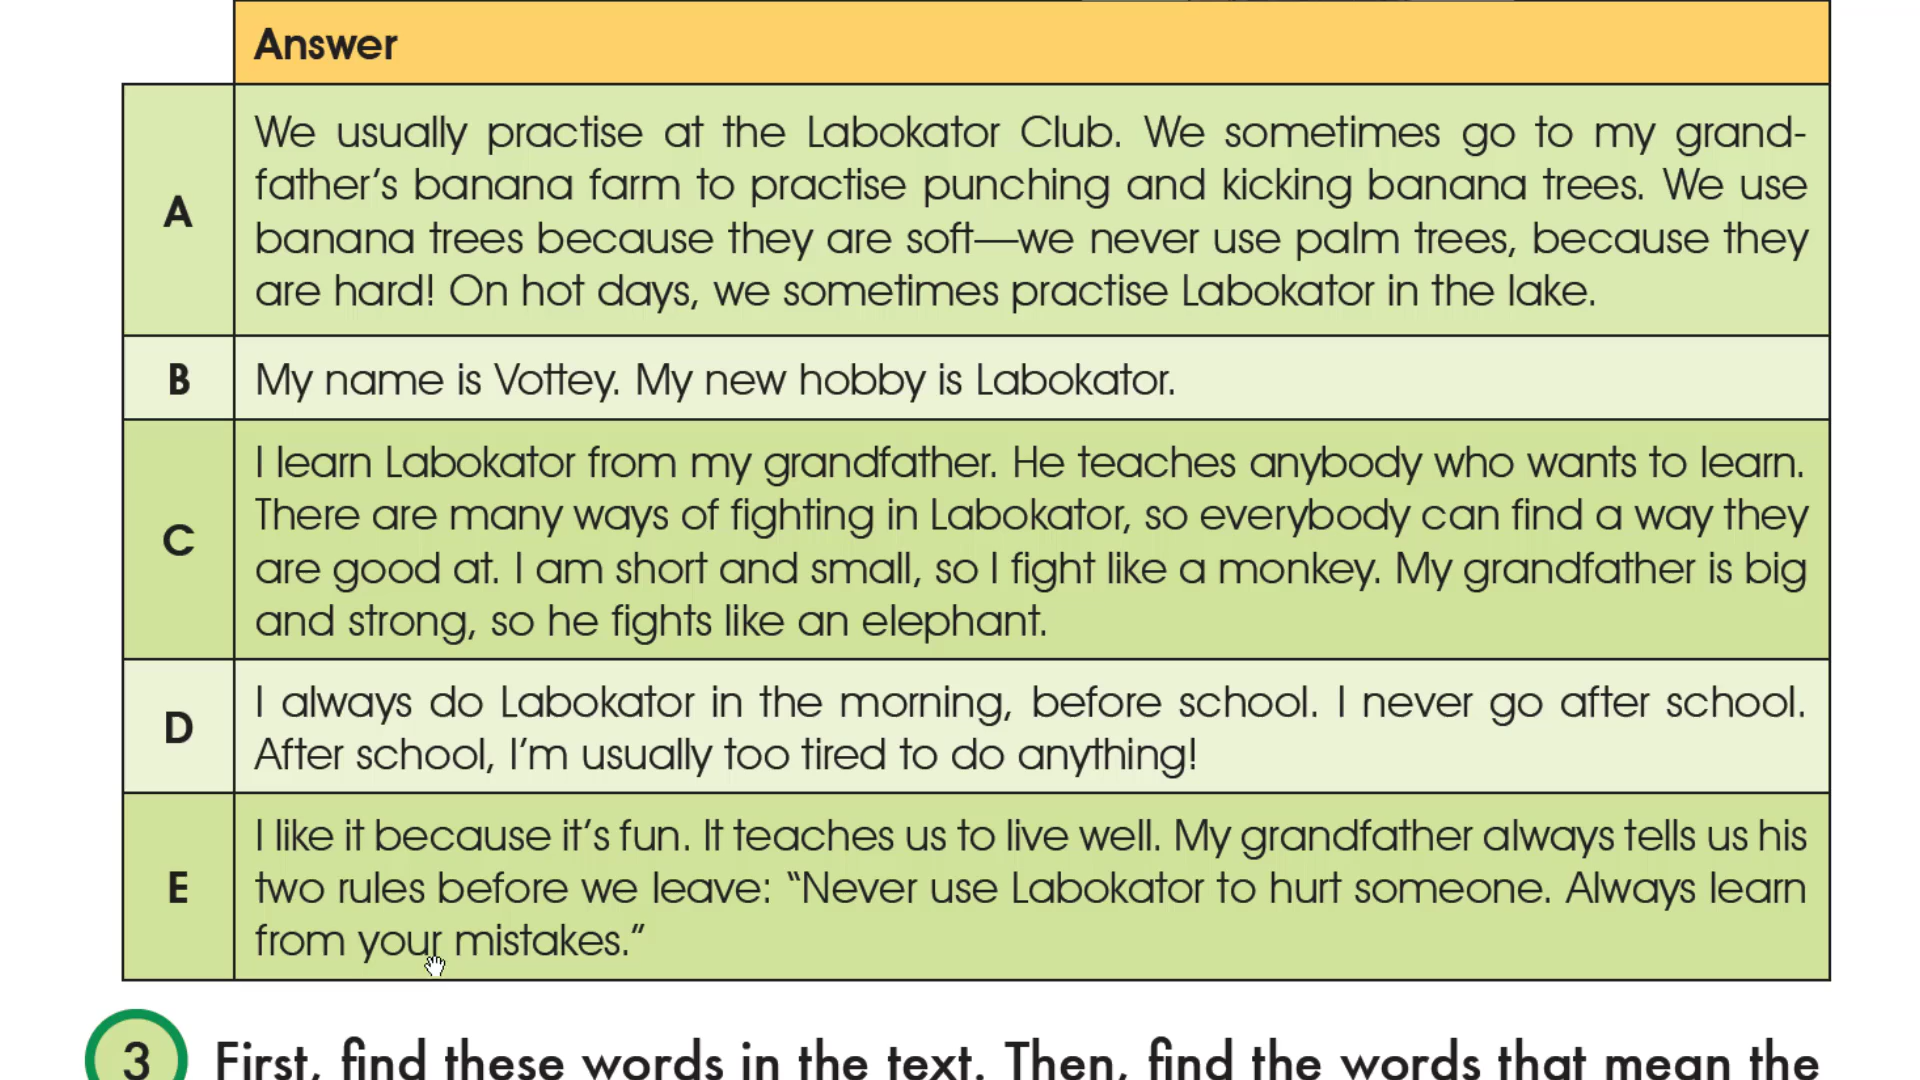 Answer
A
We usually practise at the Labokator Club. We sometimes go to my grand-
father's banana farm to practise punching and kicking banana trees. We use
banana trees because they are soft—we never use palm trees, because they
are hard! On hot days, we sometimes practise Labokator in the lake.
B
My name is Vottey. My new hobby is Labokator.
C
I learn Labokator from my grandfather. He teaches anybody who wants to learn.
There are many ways of fighting in Labokator, so everybody can find a way they
are good at. I am short and small, so I fight like a monkey. My grandfather is big
and strong, so he fights like an elephant.
D
I always do Labokator in the morning, before school. I never go after school.
After school, I'm usually too tired to do anything!
E
I like it because it's fun. It teaches us to live well. My grandfather always tells us his
two rules before we leave: “Never use Labokator to hurt someone. Always learn
from your mistakes.”
3 First, find these words in the text. Then, find the words that mean the